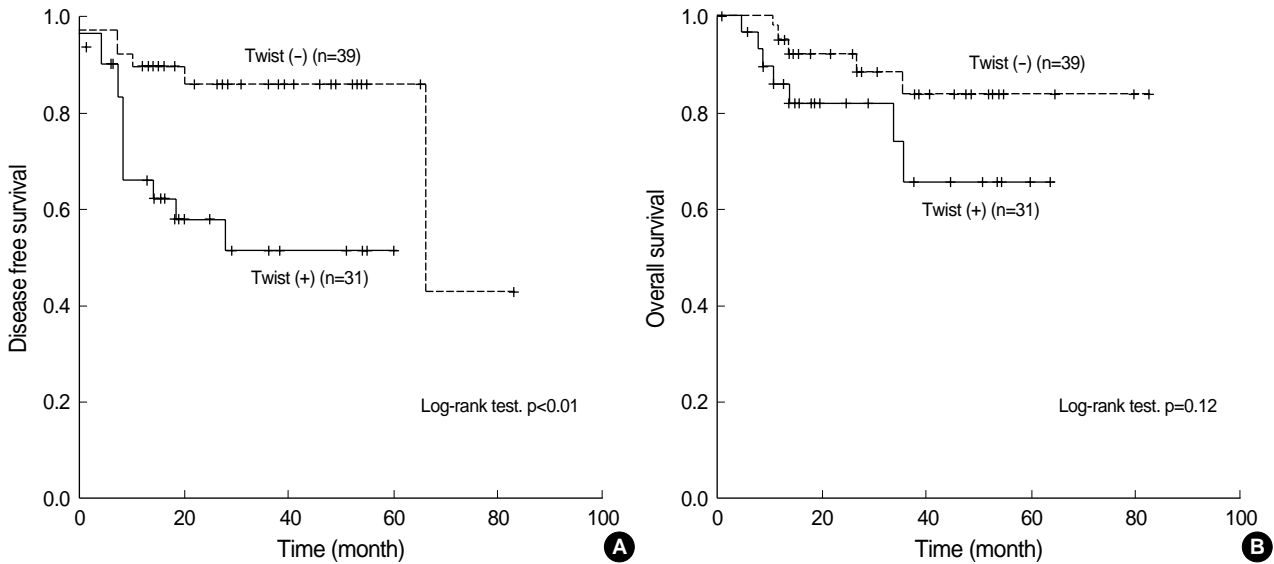 1.0
0.8
0.6
0.4
0.2
0.0
Disease free survival
Twist (−) (n=39)
Twist (+) (n=31)
Log-rank test. p<0.01
0 20 40 60 80 100
Time (month)
A
1.0
0.8
0.6
0.4
0.2
0.0
Overall survival
Twist (−) (n=39)
Twist (+) (n=31)
Log-rank test. p=0.12
0 20 40 60 80 100
Time (month)
B